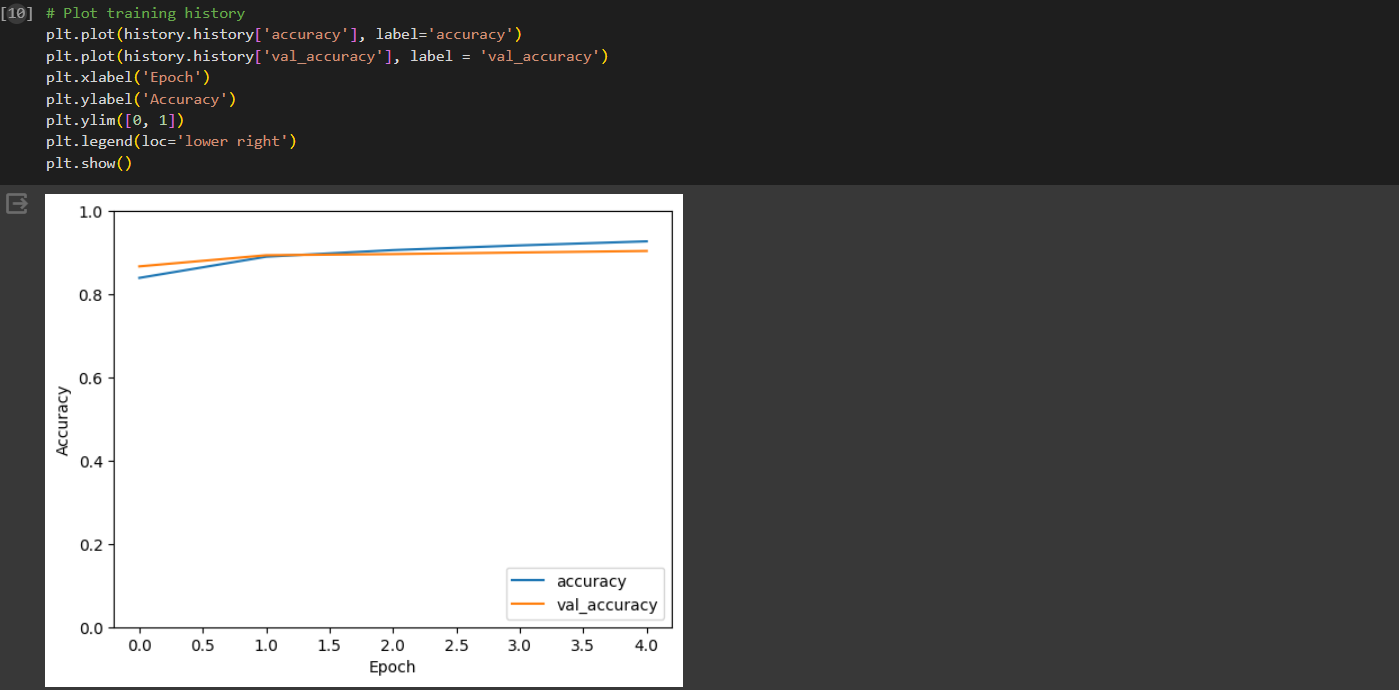 [10] # Plot training history
plt.plot(history.history['accuracy'], label='accuracy')
plt.plot(history.history['val_accuracy'], label = 'val_accuracy')
plt.xlabel('Epoch')
plt.ylabel('Accuracy')
plt.ylim([0, 1])
plt.legend(loc='lower right')
plt.show()
1.0
0.8
0.6
0.4
0.2
0.0
Accuracy
accuracy
val_accuracy
0.0 0.5 1.0 1.5 2.0 2.5 3.0 3.5 4.0
Epoch